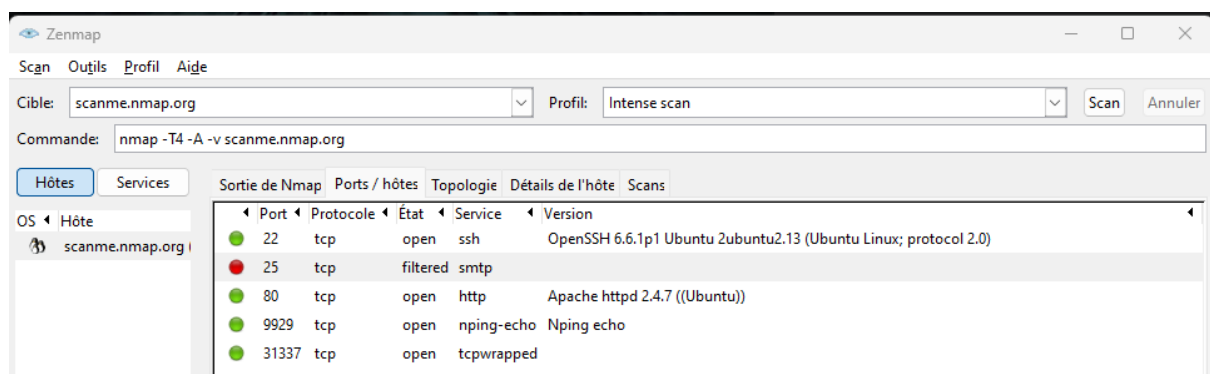 Zenmap
Scan Outils Profil Aide
Cible: scanme.nmap.org Profil: Intense scan Scan Annuler
Commande: nmap -T4 -A -v scanme.nmap.org
Hôtes Services Sortie de Nmap Ports / hôtes Topologie Détails de l'hôte Scans
OS Hôte Port Protocole État Service Version
scanme.nmap.org ( 22 tcp open ssh OpenSSH 6.6.1p1 Ubuntu 2ubuntu2.13 (Ubuntu Linux; protocol 2.0)
25 tcp filtered smtp
80 tcp open http Apache httpd 2.4.7 ((Ubuntu))
9929 tcp open nping-echo Nping echo
31337 tcp open tcpwrapped